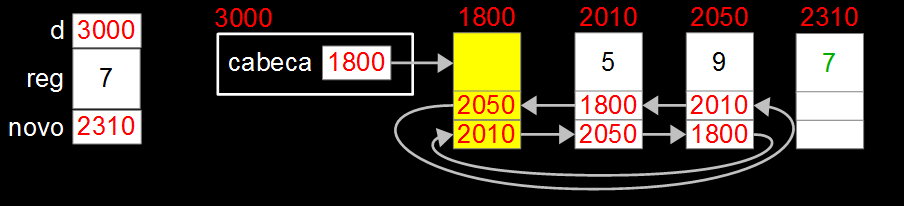 3000 1800 2010 2050 2310
d 3000
reg 7
novo 2310
cabeca 1800
5 9 7
2050 1800 2010
2010 2050 1800